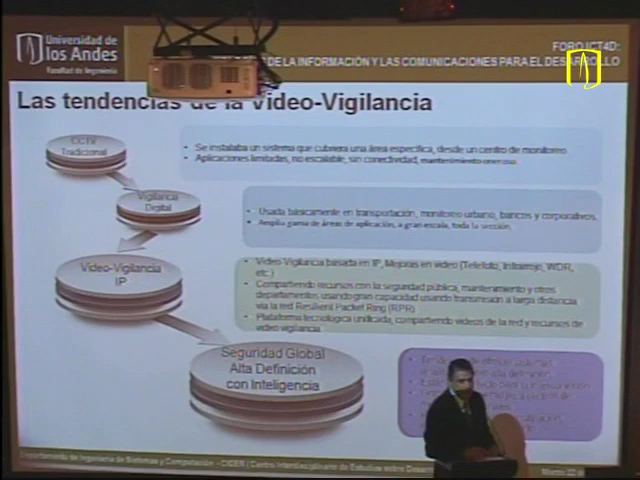 Universidad de
los Andes
Facultad de Ingeniería
FORO ICT4D:
DE LA INFORMACIÓN Y LAS COMUNICACIONES PARA EL DESARROLLO
Las tendencias de la Video-Vigilancia
CCTV
Tradicional
• Se instalaba un sistema que cubriera una área específica, desde un centro de monitoreo.
• Aplicaciones limitadas, no escalable, sin conectividad, mantenimiento oneroso.
Vigilancia
Digital
• Usada básicamente en transportación, monitoreo urbano, bancos y corporativos.
• Amplia gama de áreas de aplicación, a gran escala, toda la sección.
Video-Vigilancia
IP
• Video-Vigilancia basada en IP, Mejoras en video (Telefoto, Infrarrojo, WDR,
etc.)
• Compartiendo recursos con la seguridad pública, mantenimiento y otros
departamentos usando gran capacidad usando transmisión a larga distancia
vía la red Resilient Packet Ring (RPR).
• Plataforma tecnológica unificada, compartiendo videos de la red y recursos de
video vigilancia.
Seguridad Global
Alta Definición
con Inteligencia
Departamento de Ingeniería de Sistemas y Computación – CIDER / Centro Interdisciplinario de Estudios sobre Desarrollo
Marzo 22